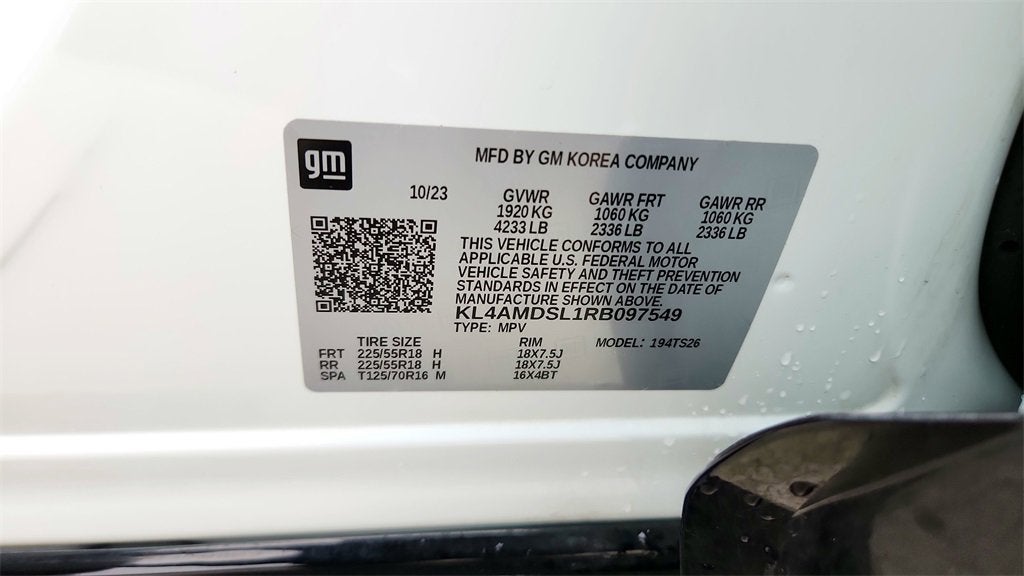 gm
MFD BY GM KOREA COMPANY
10/23 GVWR GAWR FRT GAWR RR
1920 KG 1060 KG 1060 KG
4233 LB 2336 LB 2336 LB
THIS VEHICLE CONFORMS TO ALL
APPLICABLE U.S. FEDERAL MOTOR
VEHICLE SAFETY AND THEFT PREVENTION
STANDARDS IN EFFECT ON THE DATE OF
MANUFACTURE SHOWN ABOVE.
KL4AMDSL1RB097549
TYPE: MPV
TIRE SIZE RIM MODEL: 194TS26
FRT 225/55R18 H 18X7.5J
RR 225/55R18 H 18X7.5J
SPA T125/70R16 M 16X4BT